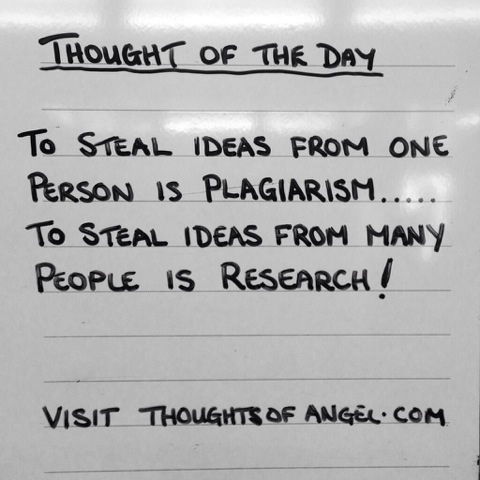 THOUGHT OF THE DAY
TO STEAL IDEAS FROM ONE
PERSON IS PLAGIARISM.....
TO STEAL IDEAS FROM MANY
PEOPLE IS RESEARCH!
VISIT THOUGHTSOFANGEL.COM